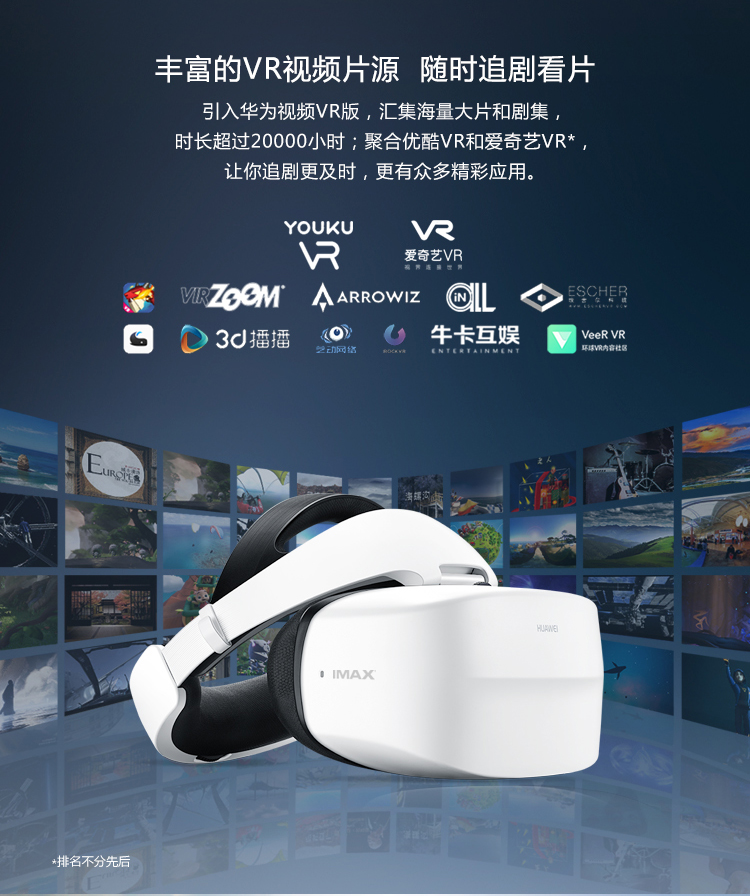 丰富的VR视频片源 随时追剧看片
引入华为视频VR版，汇集海量大片和剧集，
时长超过20000小时；聚合优酷VR和爱奇艺VR*，
让你追剧更及时，更有众多精彩应用。
YOUKU VR
VR
爱奇艺VR
VIRZOOM
ARROWIZ
iN aLL
ESCHER
3d播播
牛卡互娱
ENTERTAINMENT
VeeR VR
环球VR内容社区
HUAWEI
IMAX
*排名不分先后